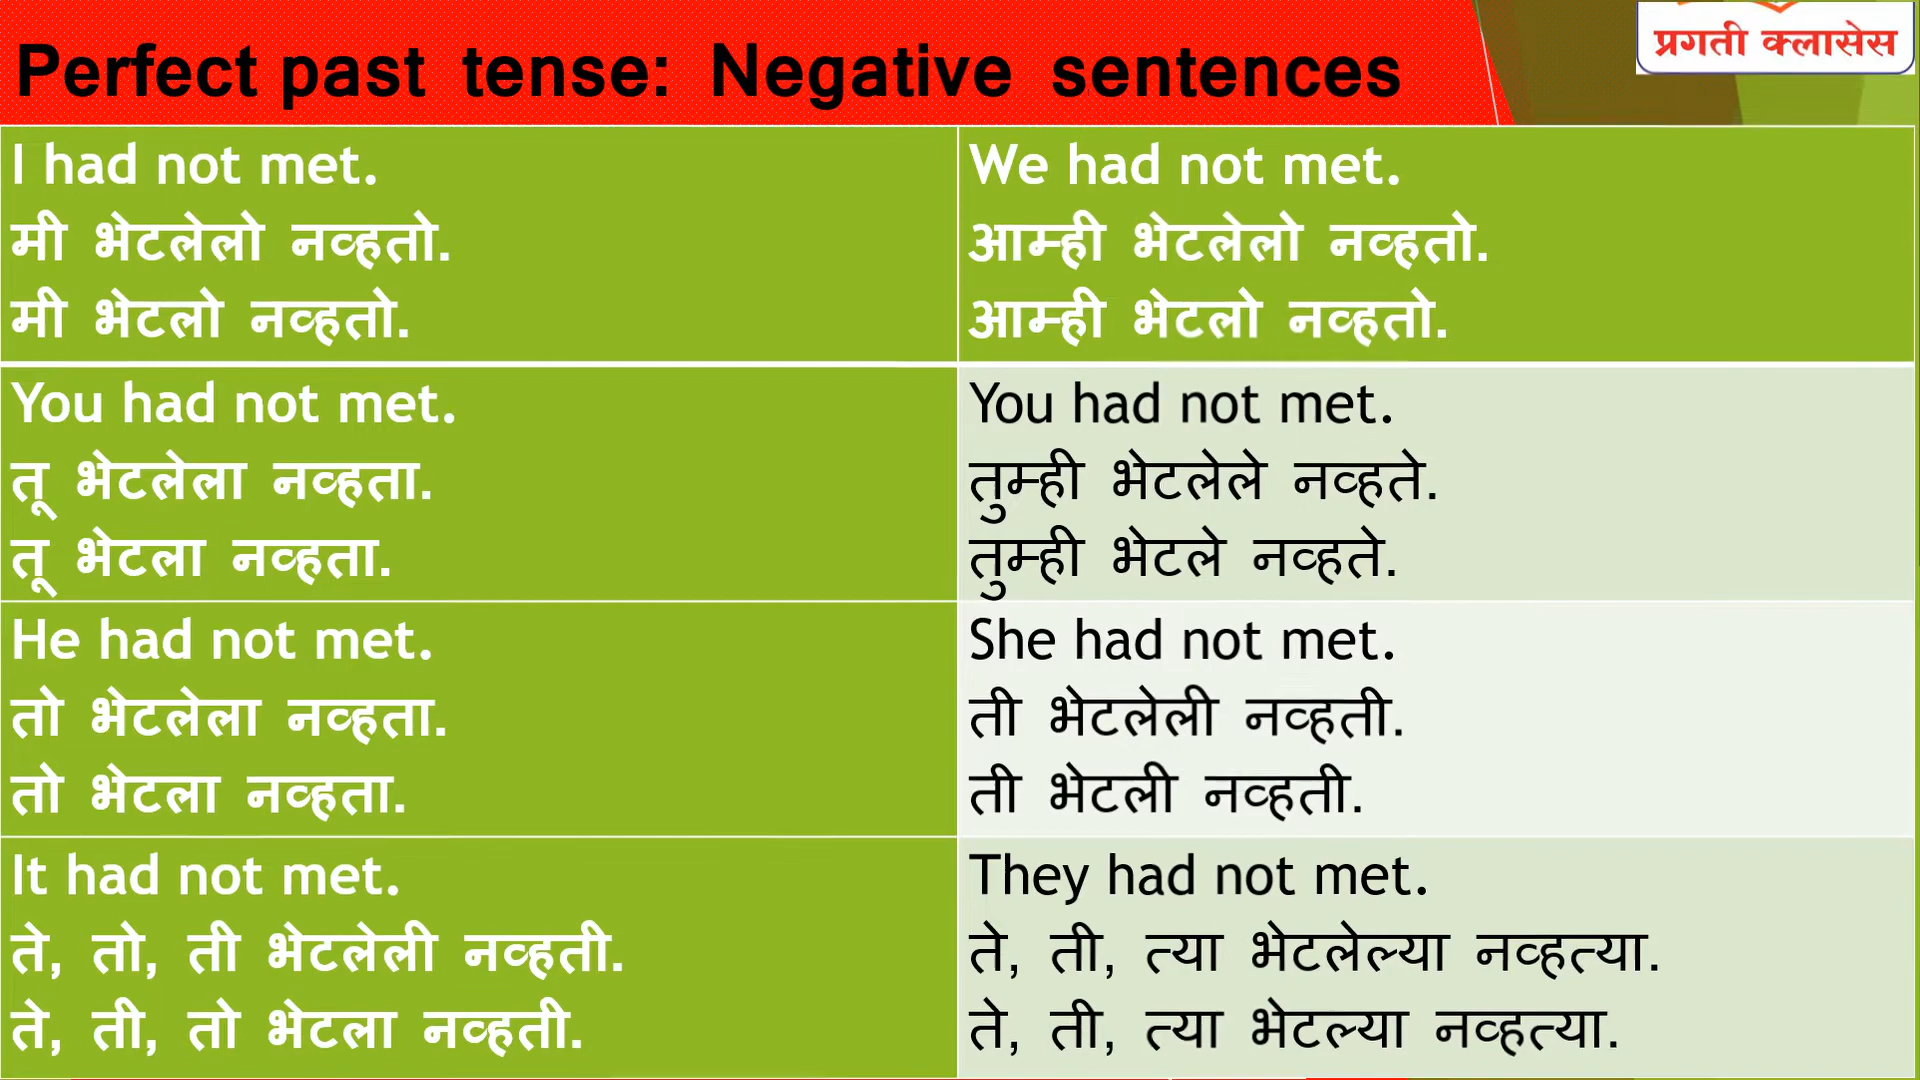 Perfect past tense: Negative sentences
प्रगती क्लासेस
I had not met.
मी भेटलेलो नव्हतो.
मी भेटलो नव्हतो.
We had not met.
आम्ही भेटलेलो नव्हतो.
आम्ही भेटलो नव्हतो.
You had not met.
तू भेटलेला नव्हता.
तू भेटला नव्हता.
You had not met.
तुम्ही भेटलेले नव्हते.
तुम्ही भेटले नव्हते.
He had not met.
तो भेटलेला नव्हता.
तो भेटला नव्हता.
She had not met.
ती भेटलेली नव्हती.
ती भेटली नव्हती.
It had not met.
ते, तो, ती भेटलेली नव्हती.
ते, ती, तो भेटला नव्हती.
They had not met.
ते, ती, त्या भेटलेल्या नव्हत्या.
ते, ती, त्या भेटल्या नव्हत्या.